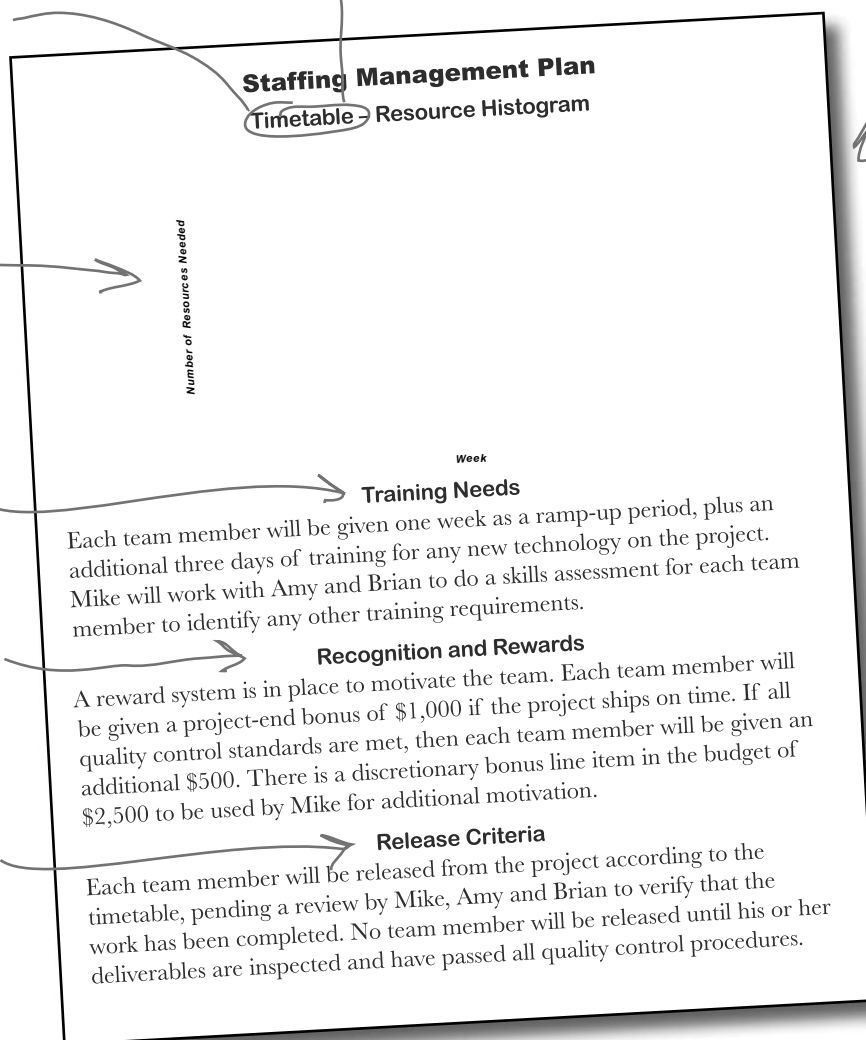 Staffing Management Plan
Timetable – Resource Histogram
Number of Resources Needed
Week
Training Needs
Each team member will be given one week as a ramp-up period, plus an
additional three days of training for any new technology on the project.
Mike will work with Amy and Brian to do a skills assessment for each team
member to identify any other training requirements.
Recognition and Rewards
A reward system is in place to motivate the team. Each team member will
be given a project-end bonus of $1,000 if the project ships on time. If all
quality control standards are met, then each team member will be given an
additional $500. There is a discretionary bonus line item in the budget of
$2,500 to be used by Mike for additional motivation.
Release Criteria
Each team member will be released from the project according to the
timetable, pending a review by Mike, Amy and Brian to verify that the
work has been completed. No team member will be released until his or her
deliverables are inspected and have passed all quality control procedures.